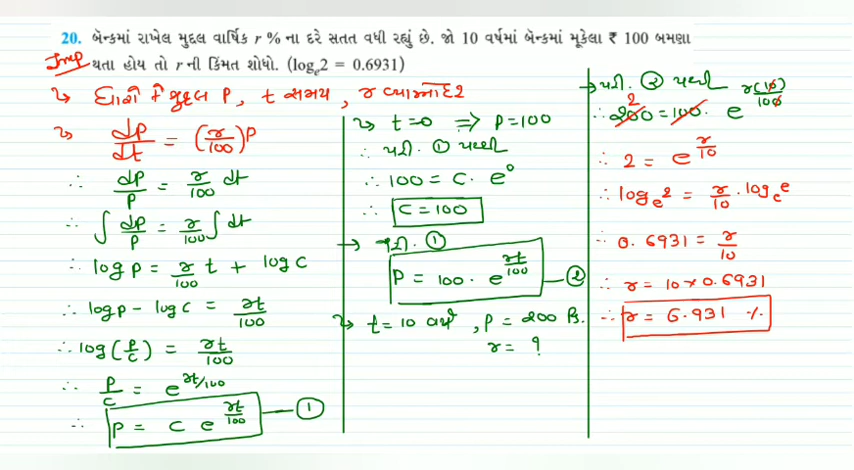 20. બૅન્કમાં રાખેલ મુદ્દલ વાર્ષિક r % ના દરે સતત વધી રહ્યું છે. જો 10 વર્ષમાં બૅન્કમાં મૂકેલા ₹ 100 બમણા
Imp થતા હોય તો r ની કિંમત શોધો. (logₑ2 = 0.6931)
ધારો કે મુદ્દલ P, t સમય, r વ્યાજદર
dp/dt = (r/100)P
∴ dp/P = r/100 dt
∴ ∫ dp/P = r/100 ∫ dt
∴ log P = r/100 t + log c
∴ log P - log c = rt/100
∴ log (P/c) = rt/100
∴ P/c = e^rt/100
∴ P = c e^rt/100 — ①
t=0 ⇒ P=100
∴ પરી. ① પરથી
∴ 100 = c. e⁰
∴ c = 100
→ પરી. ①
P = 100. e^rt/100 — ②
t = 10 વર્ષ, P = 200 રૂ.
r = ?
→ પરી. ② પરથી
∴ 200 = 100. e^r(10)/100
2
∴ 2 = e^r/10
∴ logₑ2 = r/10 . logₑe
∴ 0.6931 = r/10
∴ r = 10 × 0.6931
∴ r = 6.931 %